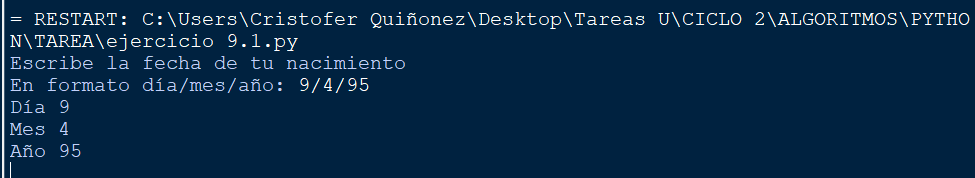 = RESTART: C:\Users\Cristofer Quiñonez\Desktop\Tareas U\CICLO 2\ALGORITMOS\PYTHO
N\TAREA\ejercicio 9.1.py
Escribe la fecha de tu nacimiento
En formato día/mes/año: 9/4/95
Día 9
Mes 4
Año 95